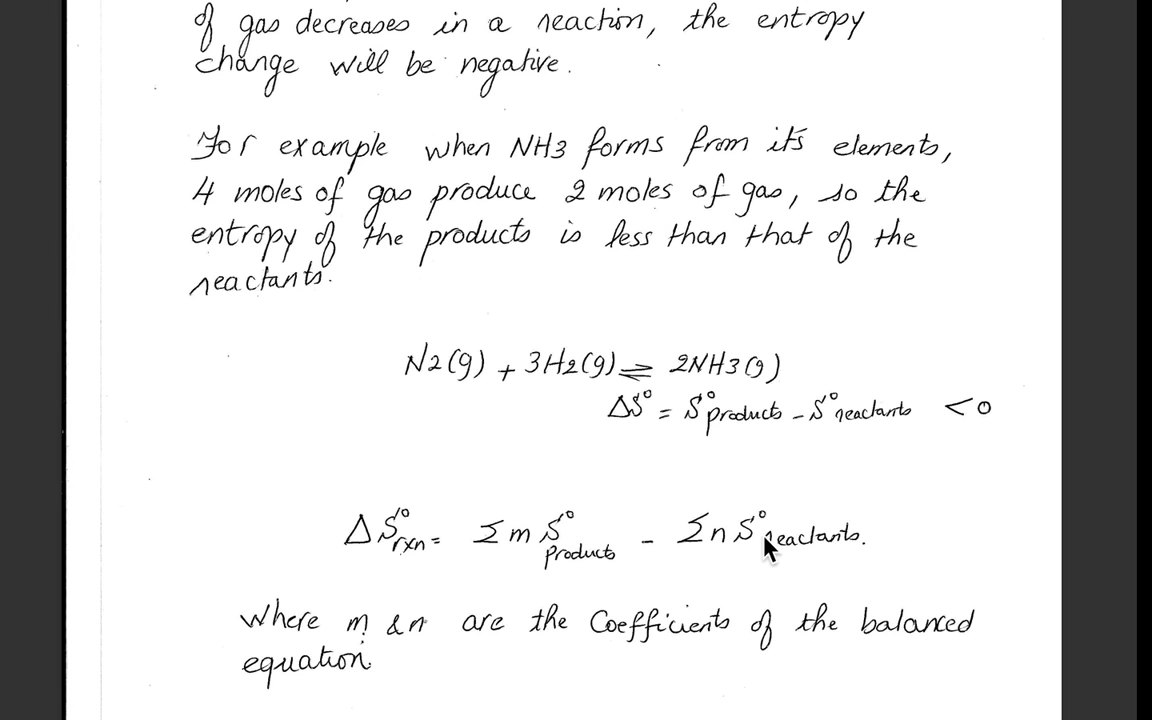 of gas decreases in a reaction, the entropy
change will be negative.
For example when NH3 forms from its elements,
4 moles of gas produce 2 moles of gas, so the
entropy of the products is less than that of the
reactants.
N2(g) + 3H2(g) ⇌ 2NH3(g)
ΔS° = S°products - S°reactants < 0
ΔS°rxn = Σm S°products - Σn S°reactants.
Where m & n are the Coefficients of the balanced
equation.